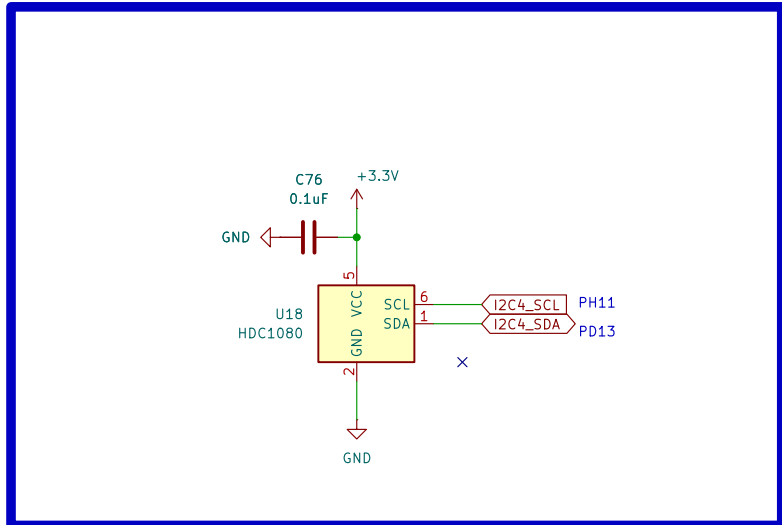 C76
0.1uF
+3.3V
GND
5
VCC
U18
HDC1080
SCL
6
I2C4_SCL
PH11
SDA
1
I2C4_SDA
PD13
GND
2
GND